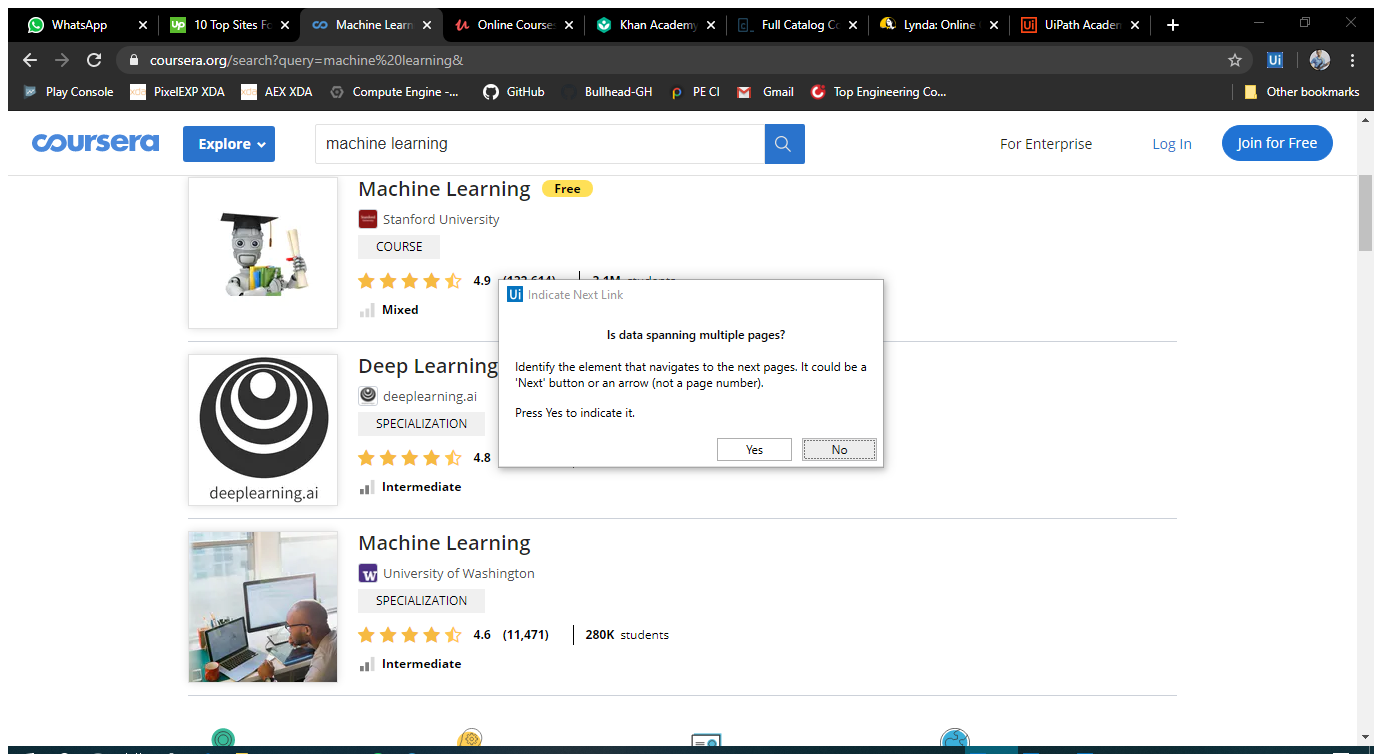 WhatsApp
10 Top Sites Fo
Machine Learn
Online Courses
Khan Academy
Full Catalog Co
Lynda: Online
UiPath Academ
coursera.org/search?query=machine%20learning&
Ui
Play Console
PixelEXP XDA
AEX XDA
Compute Engine -...
GitHub
Bullhead-GH
PE CI
Gmail
Top Engineering Co...
Other bookmarks
coursera
Explore
machine learning
For Enterprise
Log In
Join for Free
Machine Learning Free
Stanford University
COURSE
4.9
Mixed
Ui Indicate Next Link
Is data spanning multiple pages?
Identify the element that navigates to the next pages. It could be a
'Next' button or an arrow (not a page number).
Press Yes to indicate it.
Yes No
Deep Learning
deeplearning.ai
SPECIALIZATION
4.8
Intermediate
deeplearning.ai
Machine Learning
W University of Washington
SPECIALIZATION
4.6 (11,471) 280K students
Intermediate